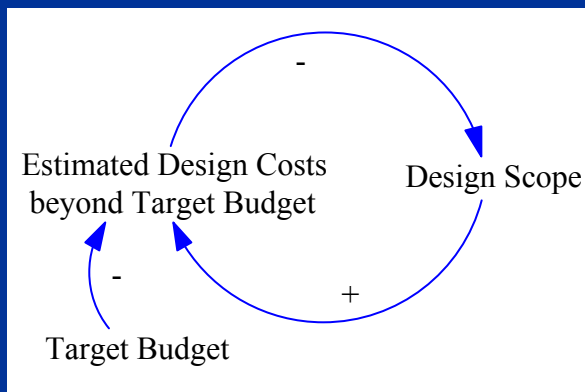 -
Estimated Design Costs
beyond Target Budget
Design Scope
-
+
Target Budget